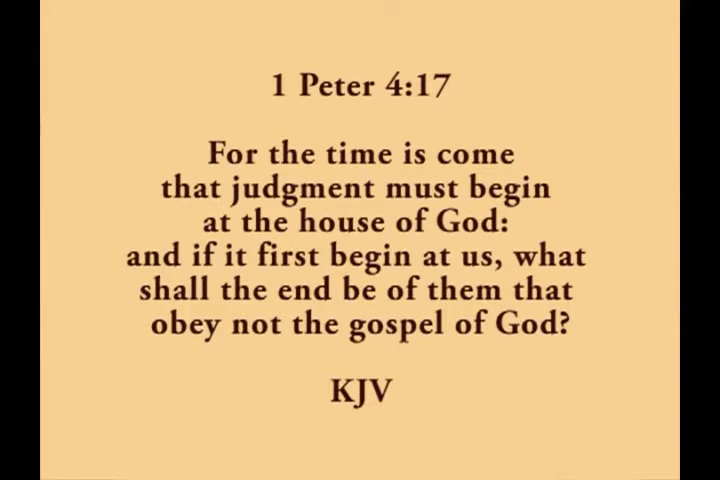 1 Peter 4:17
For the time is come
that judgment must begin
at the house of God:
and if it first begin at us, what
shall the end be of them that
obey not the gospel of God?
KJV